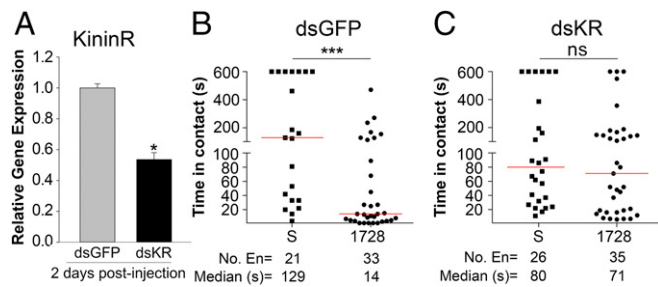 A
KininR
Relative Gene Expression
1.2
1.0
0.8
0.6
0.4
0.2
0.0
*
dsGFP
dsKR
2 days post-injection
B
dsGFP
***
Time in contact (s)
600
400
200
100
80
60
40
20
S
1728
No. En= 21 33
Median (s)= 129 14
C
dsKR
ns
Time in contact (s)
600
400
200
100
80
60
40
20
S
1728
No. En= 26 35
Median (s)= 80 71